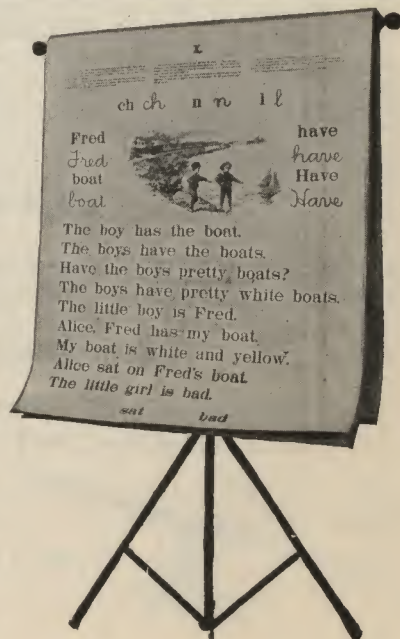 X.
ch ch n n l l
Fred have
Fred have
boat Have
boat Have
The boy has the boat.
The boys have the boats.
Have the boys pretty boats?
The boys have pretty white boats.
The little boy is Fred.
Alice, Fred has my boat.
My boat is white and yellow.
Alice sat on Fred's boat.
The little girl is bad.
sat bad